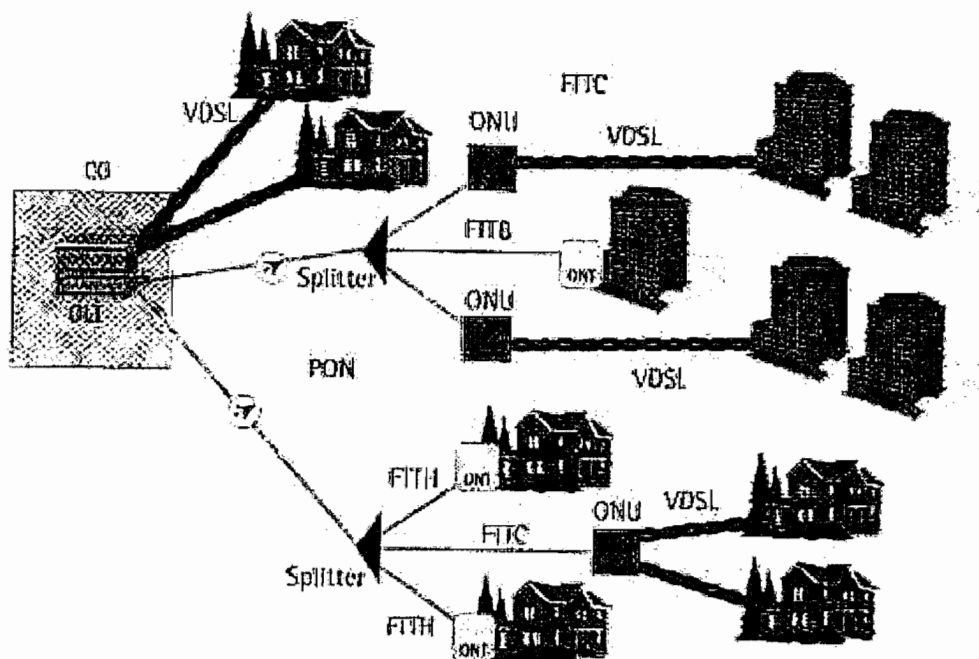 VDSL
FTTC
ONU
VDSL
CO
FTTB
ONT
Splitter
OLT
ONU
PON
VDSL
FTTH
ONT
ONU
VDSL
FTTC
Splitter
FTTH
ONT